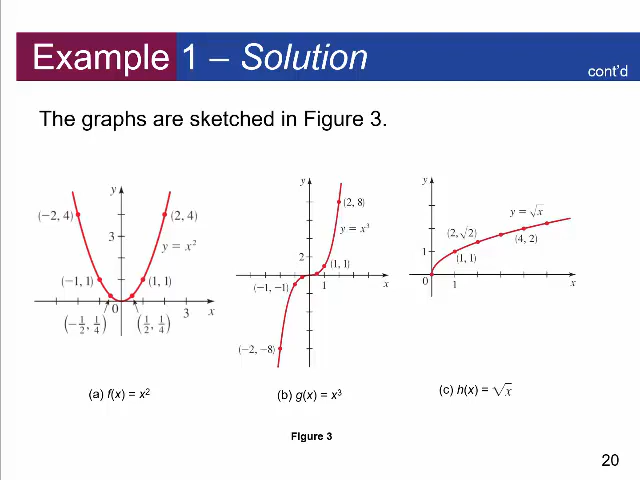 Example 1 – Solution
cont'd
The graphs are sketched in Figure 3.
y
(−2, 4)
(2, 4)
3
y = x²
(−1, 1)
(1, 1)
0
3
x
(−1/2, 1/4)
(1/2, 1/4)
(a) f(x) = x²
y
(2, 8)
y = x³
2
(1, 1)
(−1, −1)
1
x
(−2, −8)
(b) g(x) = x³
y
y = √x
(2, √2)
(4, 2)
1
(1, 1)
0
1
x
(c) h(x) = √x
Figure 3
20